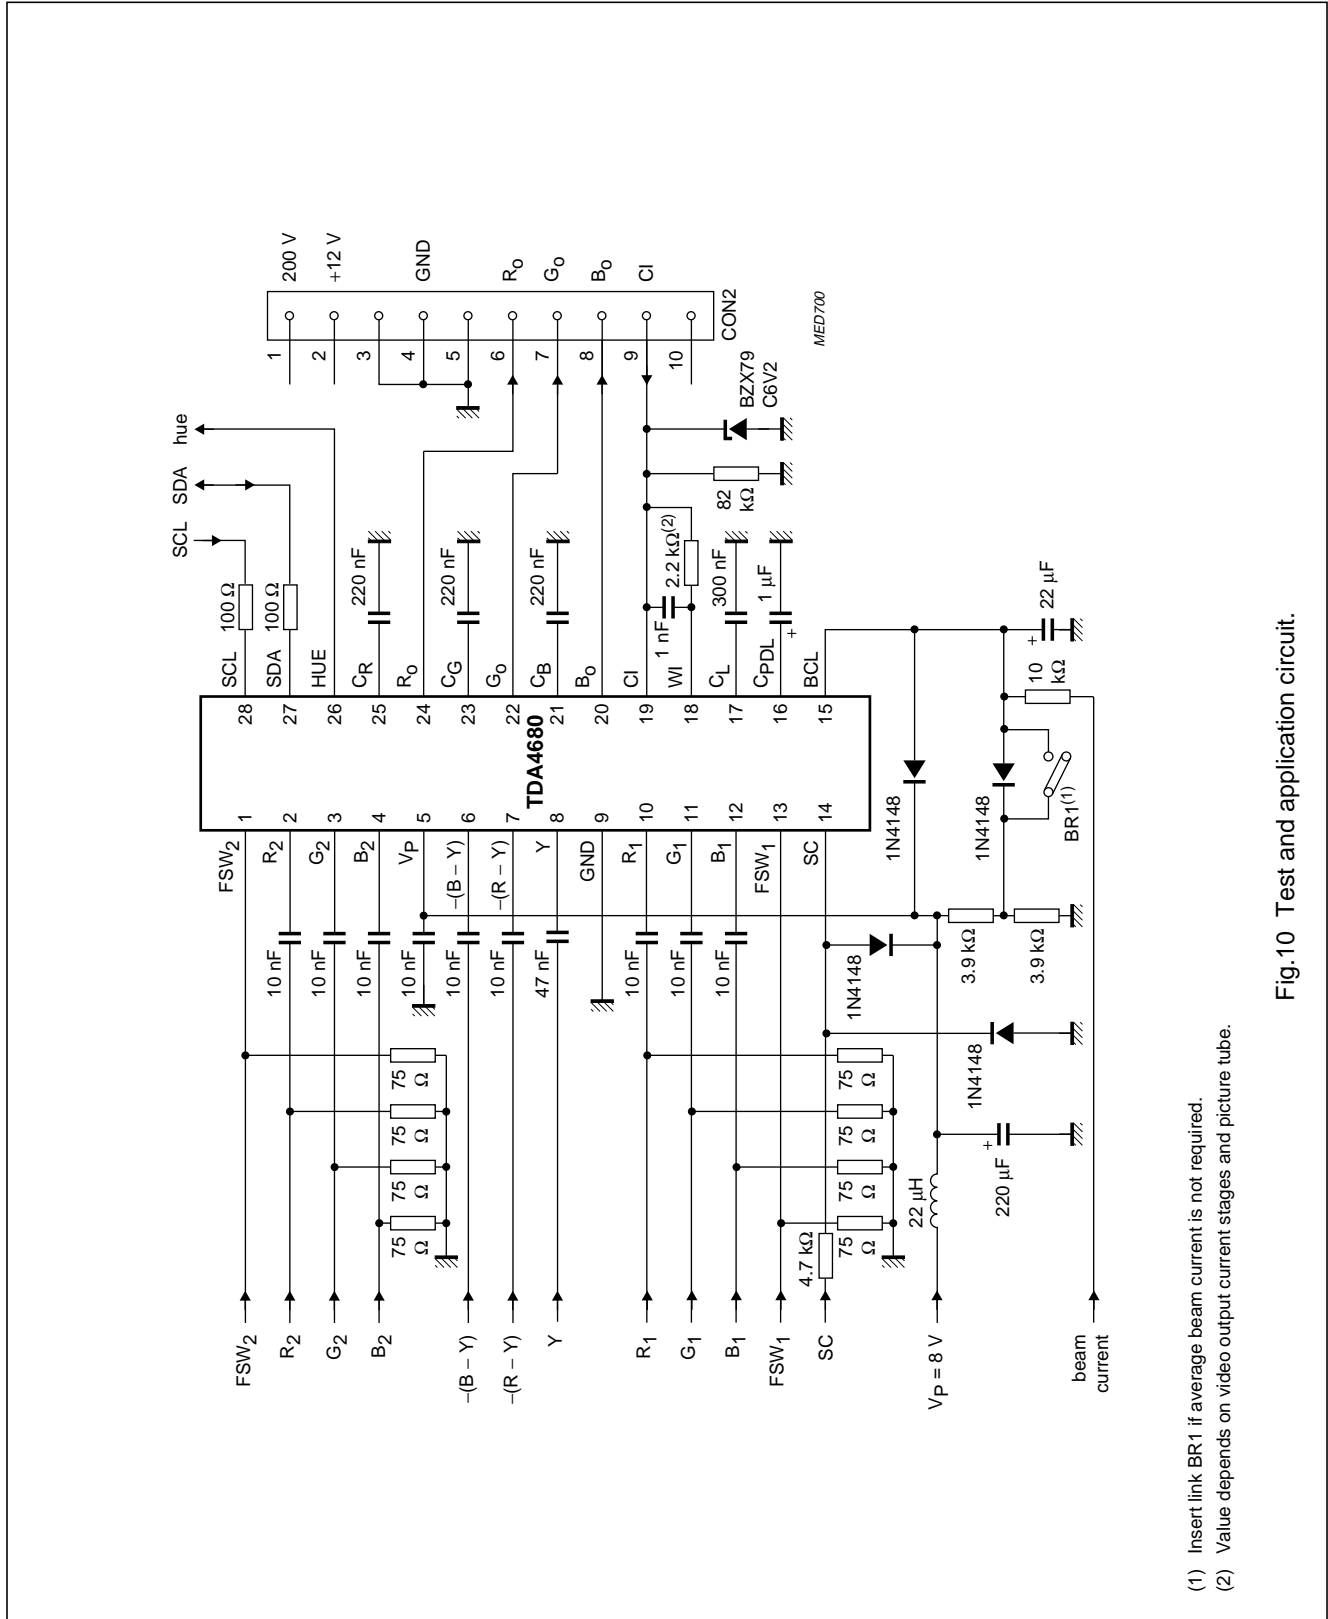 FSW2
R2
G2
B2
−(B − Y)
−(R − Y)
Y
R1
G1
B1
FSW1
SC
VP = 8 V
beam
current
75
Ω
75
Ω
75
Ω
75
Ω
10 nF
10 nF
10 nF
10 nF
10 nF
10 nF
47 nF
10 nF
10 nF
10 nF
75
Ω
75
Ω
75
Ω
75
Ω
4.7 kΩ
22 µH
220 µF
+
1N4148
1N4148
3.9 kΩ
3.9 kΩ
1N4148
1N4148
BR1(1)
10
kΩ
22 µF
+
FSW2 1
R2 2
G2 3
B2 4
VP 5
−(B − Y) 6
−(R − Y) 7
Y 8
GND 9
R1 10
G1 11
B1 12
FSW1 13
SC 14
TDA4680
28 SCL
27 SDA
26 HUE
25 CR
24 RO
23 CG
22 GO
21 CB
20 BO
19 CI
18 WI
17 CL
16 CPDL
15 BCL
100 Ω
100 Ω
SCL
SDA
hue
220 nF
220 nF
220 nF
1 nF
2.2 kΩ(2)
300 nF
1 µF
+
82
kΩ
BZX79
C6V2
1 200 V
2 +12 V
3
4 GND
5
6 RO
7 GO
8 BO
9 CI
10
CON2
MED700
(1) Insert link BR1 if average beam current is not required.
(2) Value depends on video output current stages and picture tube.
Fig.10 Test and application circuit.